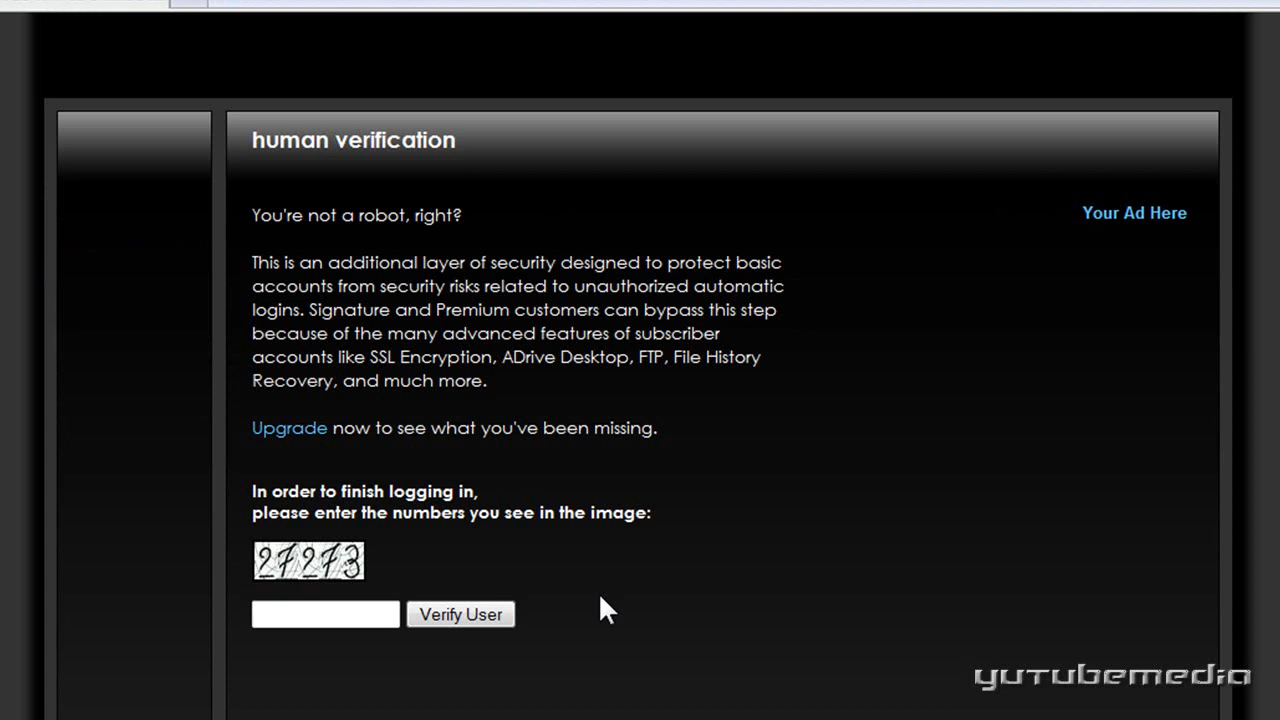 human verification
You're not a robot, right?
Your Ad Here
This is an additional layer of security designed to protect basic
accounts from security risks related to unauthorized automatic
logins. Signature and Premium customers can bypass this step
because of the many advanced features of subscriber
accounts like SSL Encryption, ADrive Desktop, FTP, File History
Recovery, and much more.
Upgrade now to see what you've been missing.
In order to finish logging in,
please enter the numbers you see in the image:
27273
Verify User
yutubemedia